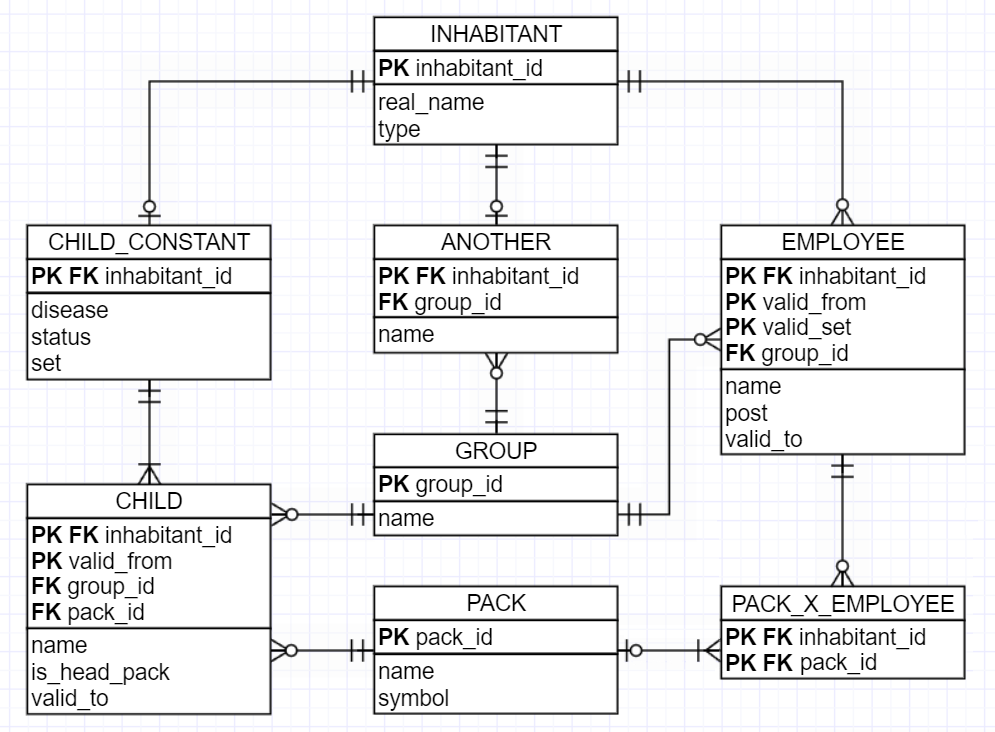 INHABITANT
PK inhabitant_id
real_name
type
CHILD_CONSTANT
PK FK inhabitant_id
disease
status
set
ANOTHER
PK FK inhabitant_id
FK group_id
name
EMPLOYEE
PK FK inhabitant_id
PK valid_from
PK valid_set
FK group_id
name
post
valid_to
GROUP
PK group_id
name
CHILD
PK FK inhabitant_id
PK valid_from
FK group_id
FK pack_id
name
is_head_pack
valid_to
PACK
PK pack_id
name
symbol
PACK_X_EMPLOYEE
PK FK inhabitant_id
PK FK pack_id